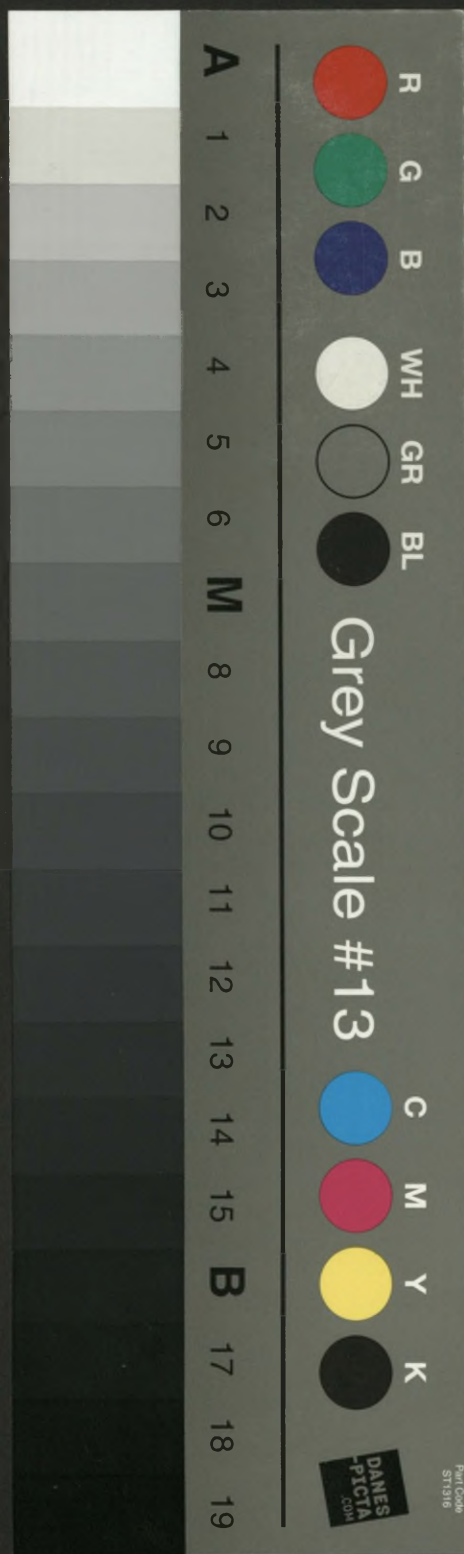 R G B WH GR BL Grey Scale #13 C M Y K
Part Code
ST1316
DANES
-PICTA
.COM
A 1 2 3 4 5 6 M 8 9 10 11 12 13 14 15 B 17 18 19